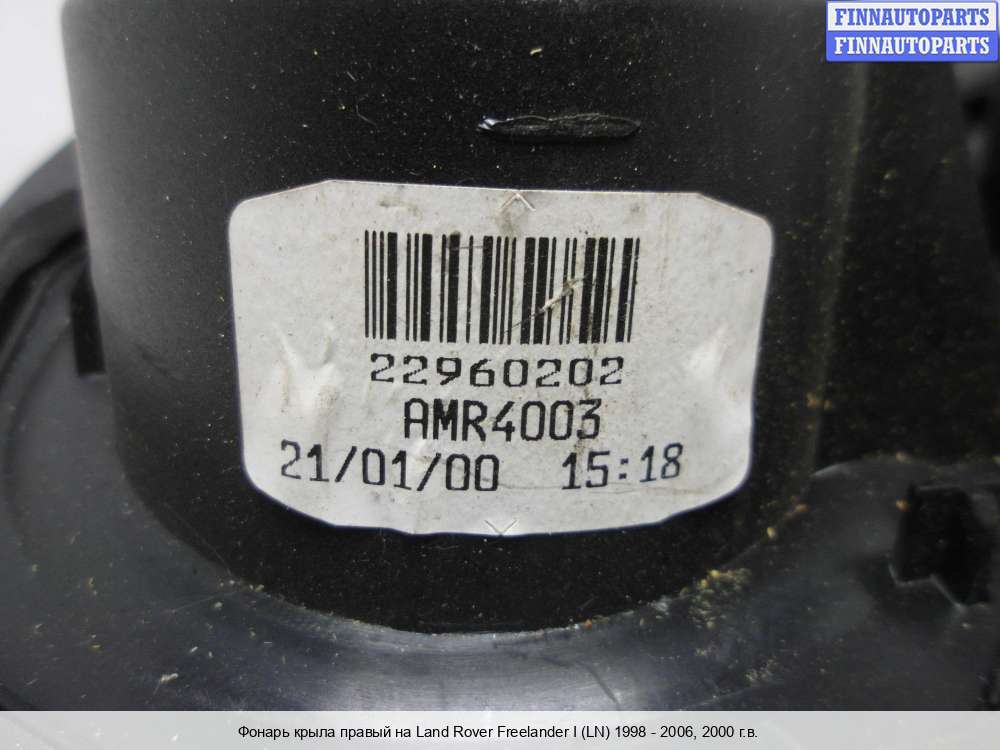 FINNAUTOPARTS
FINNAUTOPARTS
22960202
AMR4003
21/01/00 15:18
Фонарь крыла правый на Land Rover Freelander I (LN) 1998 - 2006, 2000 г.в.